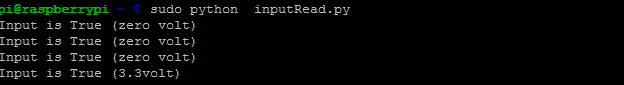 pi@raspberrypi ~ $ sudo python  inputRead.py
Input is True (zero volt)
Input is True (zero volt)
Input is True (zero volt)
Input is True (3.3volt)